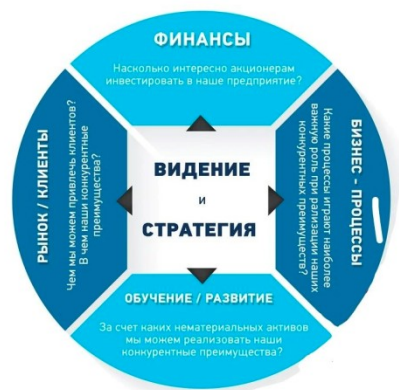 ФИНАНСЫ
Насколько интересно акционерам
инвестировать в наше предприятие?
РЫНОК / КЛИЕНТЫ
Чем мы можем привлечь клиентов?
В чем наши конкурентные
преимущества?
ВИДЕНИЕ
и
СТРАТЕГИЯ
БИЗНЕС - ПРОЦЕССЫ
Какие процессы играют наиболее
важную роль при рализации наших
конкурентных преимуществ?
ОБУЧЕНИЕ / РАЗВИТИЕ
За счет каких нематериальных активов
мы можем реализовать наши
конкурентные преимущества?